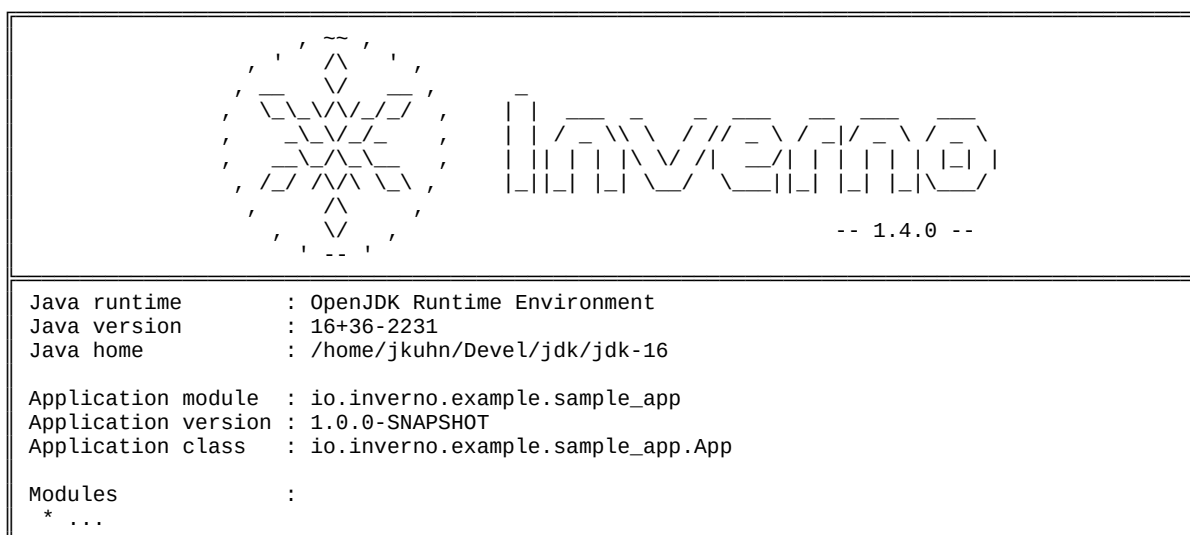 Inverno
-- 1.4.0 --
Java runtime : OpenJDK Runtime Environment
Java version : 16+36-2231
Java home : /home/jkuhn/Devel/jdk/jdk-16
Application module : io.inverno.example.sample_app
Application version : 1.0.0-SNAPSHOT
Application class : io.inverno.example.sample_app.App
Modules :
* ...